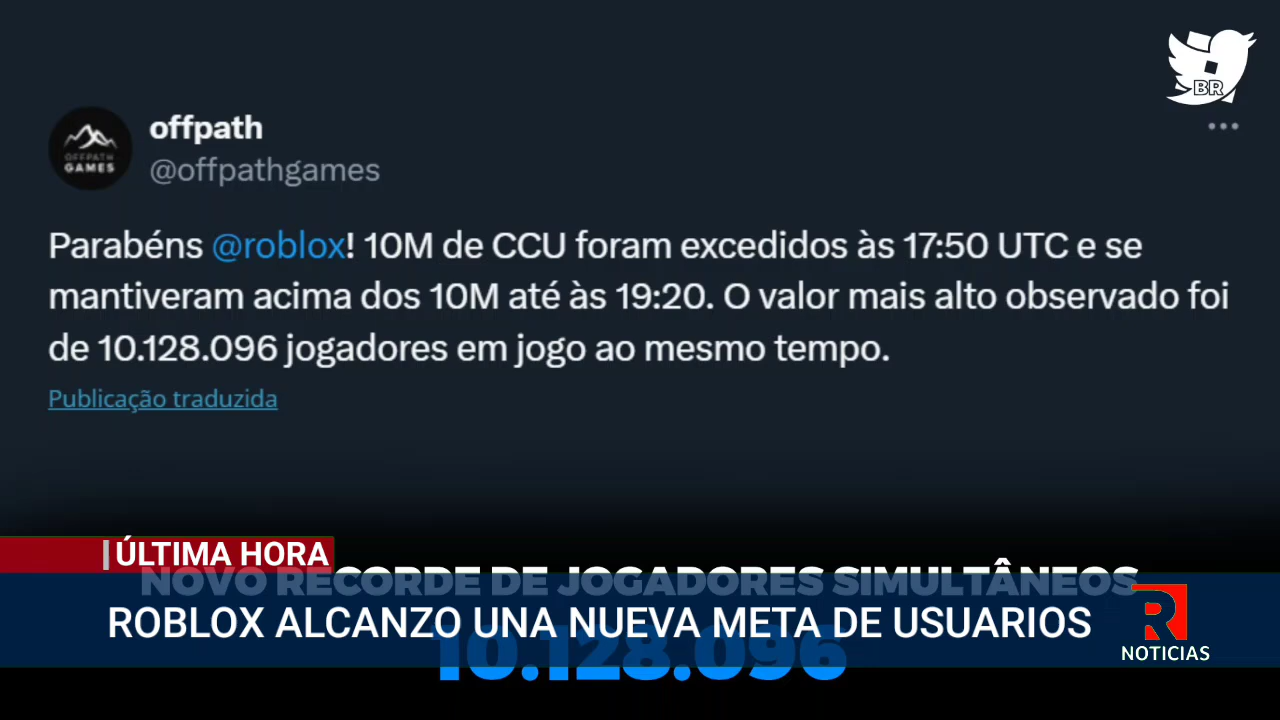 BR
offpath
@offpathgames
OFFPATH
GAMES
Parabéns @roblox! 10M de CCU foram excedidos às 17:50 UTC e se
mantiveram acima dos 10M até às 19:20. O valor mais alto observado foi
de 10.128.096 jogadores em jogo ao mesmo tempo.
Publicação traduzida
ÚLTIMA HORA
NOVO RECORDE DE JOGADORES SIMULTÂNEOS
ROBLOX ALCANZO UNA NUEVA META DE USUARIOS
R
NOTICIAS
10.128.096